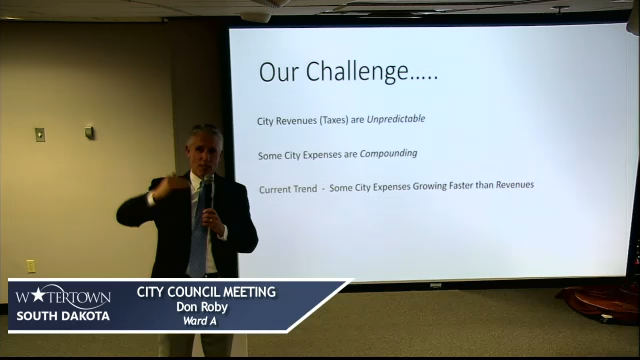 Our Challenge.....
City Revenues (Taxes) are Unpredictable
Some City Expenses are Compounding
Current Trend - Some City Expenses Growing Faster than Revenues
WATERTOWN
SOUTH DAKOTA
CITY COUNCIL MEETING
Don Roby
Ward A